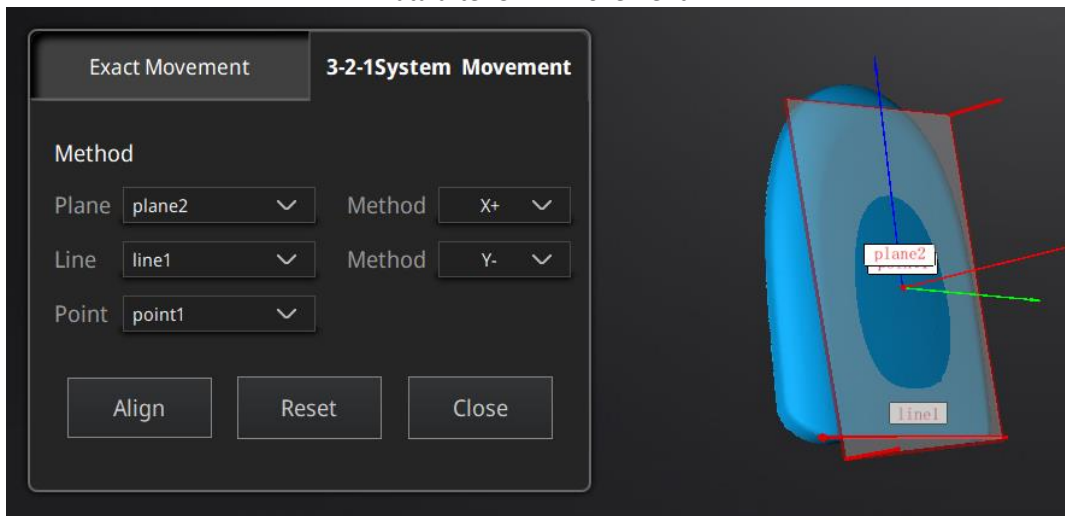 Exact Movement
3-2-1System Movement
Method
Plane plane2 Method X+
Line line1 Method Y-
Point point1
Align Reset Close
plane2
line1